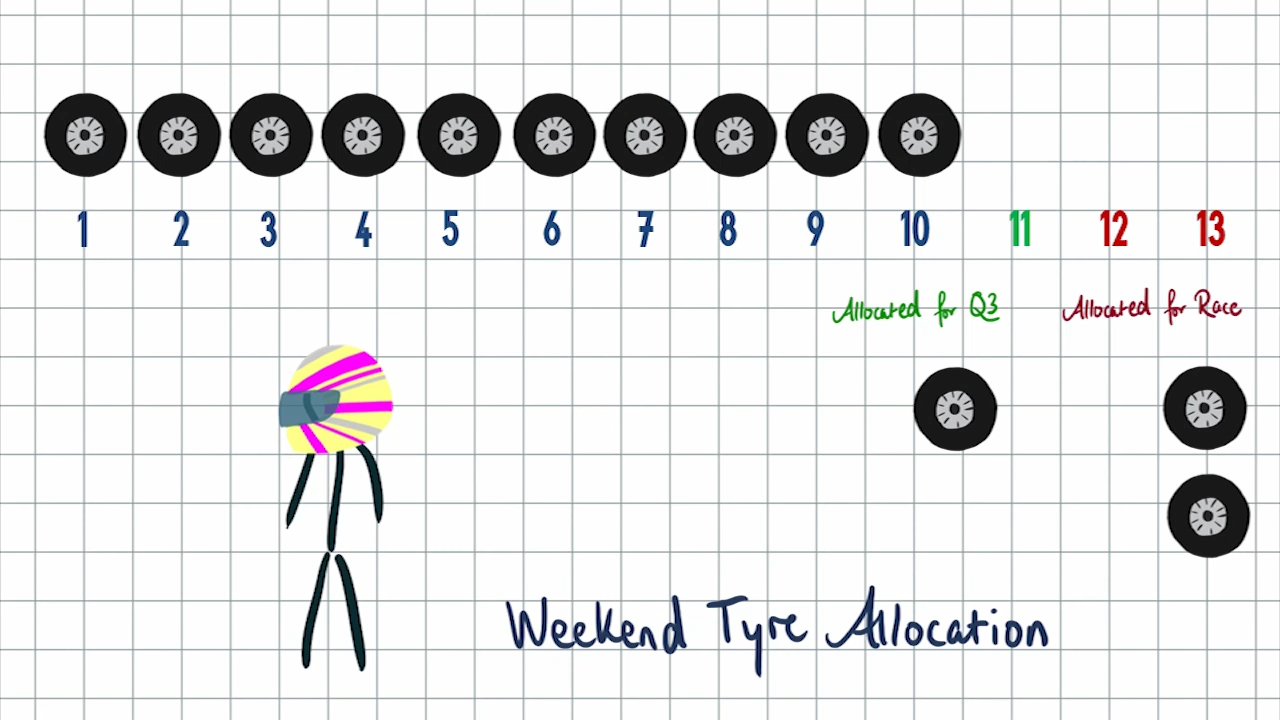 1 2 3 4 5 6 7 8 9 10 11 12 13
Allocated for Q3 Allocated for Race
Weekend Tyre Allocation